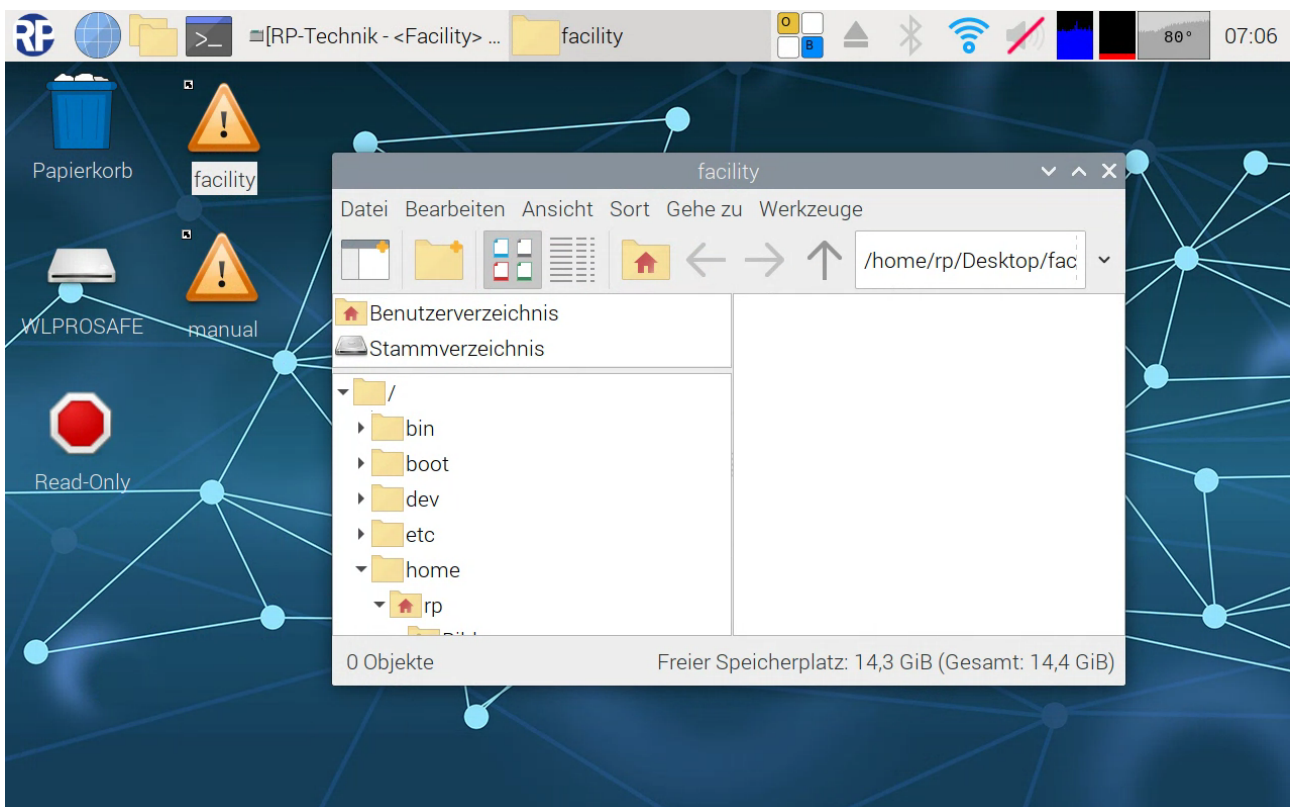 RP
>_
[RP-Technik - <Facility> ...
facility
O
B
80°
07:06
Papierkorb
facility
WLPROSAFE
manual
Read-Only
facility
Datei Bearbeiten Ansicht Sort Gehe zu Werkzeuge
/home/rp/Desktop/fac
Benutzerverzeichnis
Stammverzeichnis
/
bin
boot
dev
etc
home
rp
0 Objekte
Freier Speicherplatz: 14,3 GiB (Gesamt: 14,4 GiB)